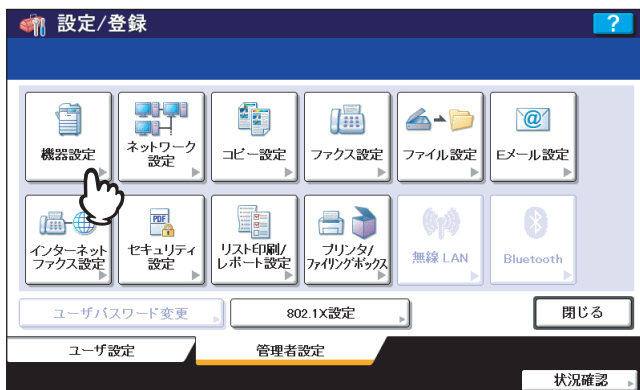 設定/登録
?
機器設定
ネットワーク
設定
コピー設定
ファクス設定
ファイル設定
Eメール設定
@
インターネット
ファクス設定
PDF
セキュリティ
設定
リスト印刷/
レポート設定
プリンタ/
ファイリングボックス
無線 LAN
Bluetooth
ユーザパスワード変更
802.1X設定
閉じる
ユーザ設定
管理者設定
状況確認